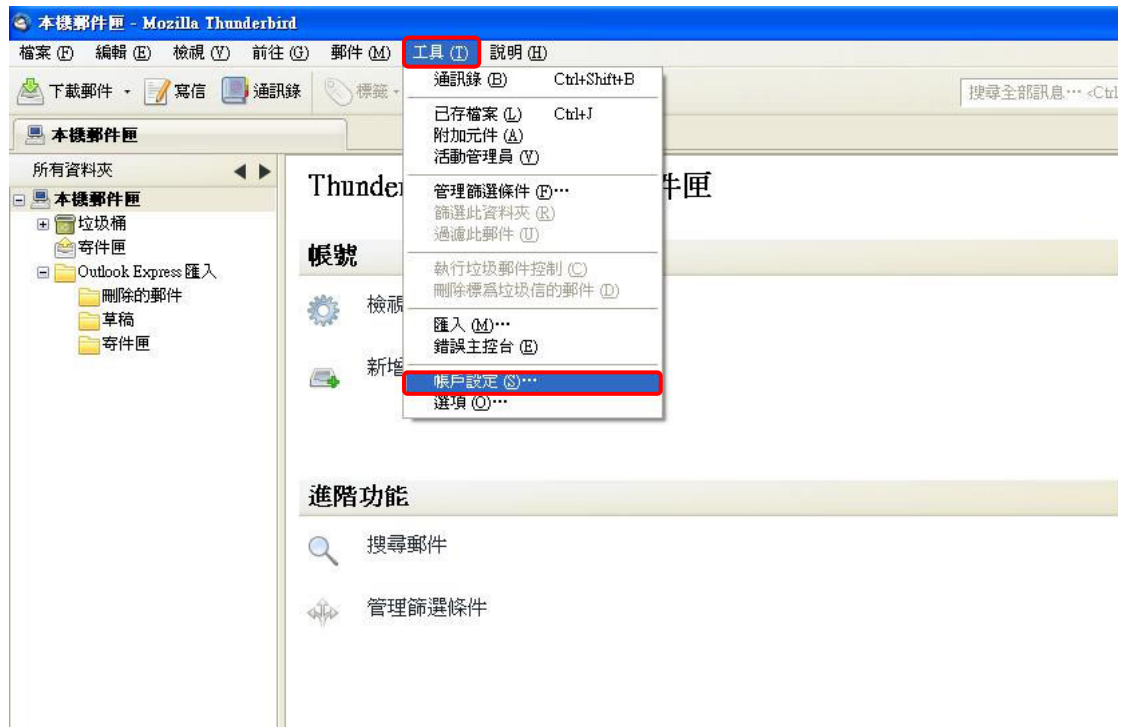 本機郵件匣 - Mozilla Thunderbird
檔案 (F) 編輯 (E) 檢視 (V) 前往 (G) 郵件 (M) 工具 (T) 說明 (H)
下載郵件 寫信 通訊錄 標籤 搜尋全部訊息… <Ctrl
本機郵件匣
所有資料夾
本機郵件匣
垃圾桶
寄件匣
Outlook Express 匯入
刪除的郵件
草稿
寄件匣
通訊錄 (B) Ctrl+Shift+B
已存檔案 (L) Ctrl+J
附加元件 (A)
活動管理員 (Y)
管理篩選條件 (F)…
篩選此資料夾 (R)
過濾此郵件 (U)
執行垃圾郵件控制 (C)
刪除標為垃圾信的郵件 (D)
匯入 (M)…
錯誤主控台 (E)
帳戶設定 (S)…
選項 (O)…
Thunder 件匣
帳號
檢視
新增
進階功能
搜尋郵件
管理篩選條件